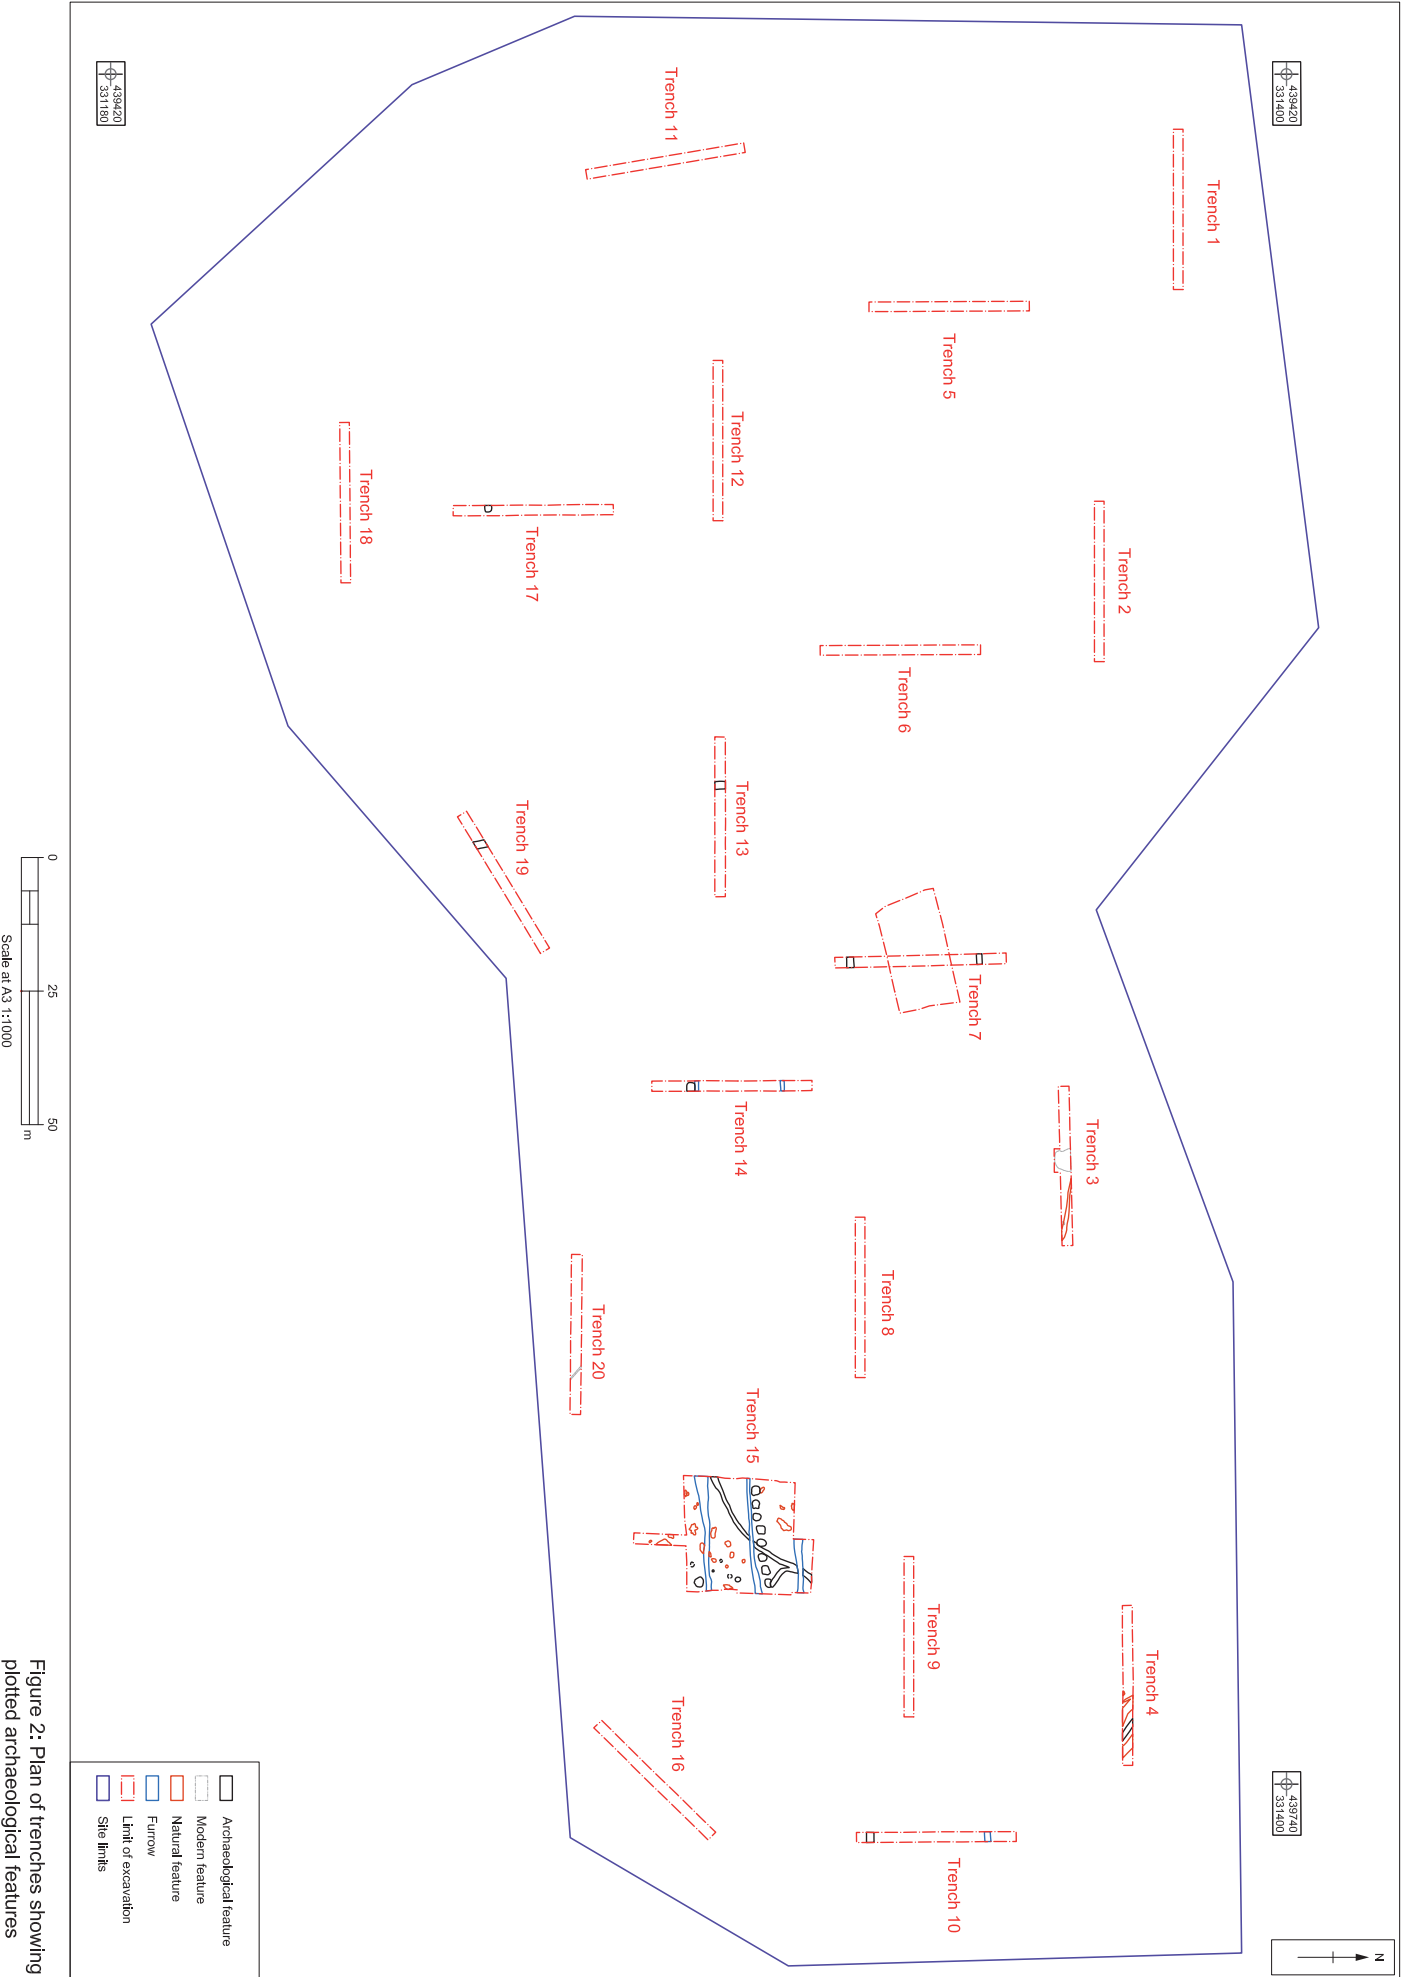 439420
331400
439740
331400
N
Trench 1
Trench 2
Trench 3
Trench 4
Trench 5
Trench 6
Trench 7
Trench 8
Trench 9
Trench 10
Trench 11
Trench 12
Trench 13
Trench 14
Trench 15
Trench 16
Trench 17
Trench 18
Trench 19
Trench 20
439420
331180
Archaeological feature
Modern feature
Natural feature
Furrow
Limit of excavation
Site limits
0
25
50
m
Scale at A3 1:1000
Figure 2: Plan of trenches showing
plotted archaeological features